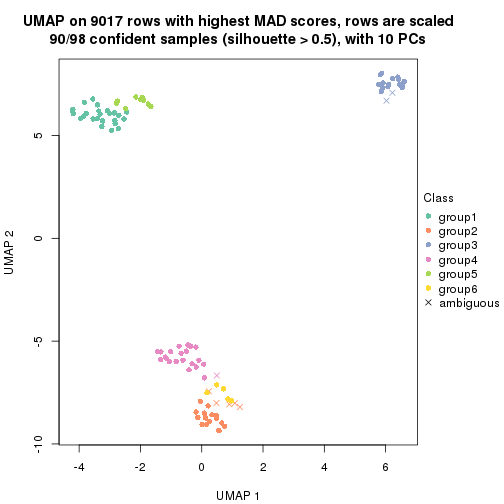 UMAP on 9017 rows with highest MAD scores, rows are scaled
90/98 confident samples (silhouette > 0.5), with 10 PCs
5
0
-5
-10
UMAP 2
-4 -2 0 2 4 6
UMAP 1
Class
group1
group2
group3
group4
group5
group6
ambiguous